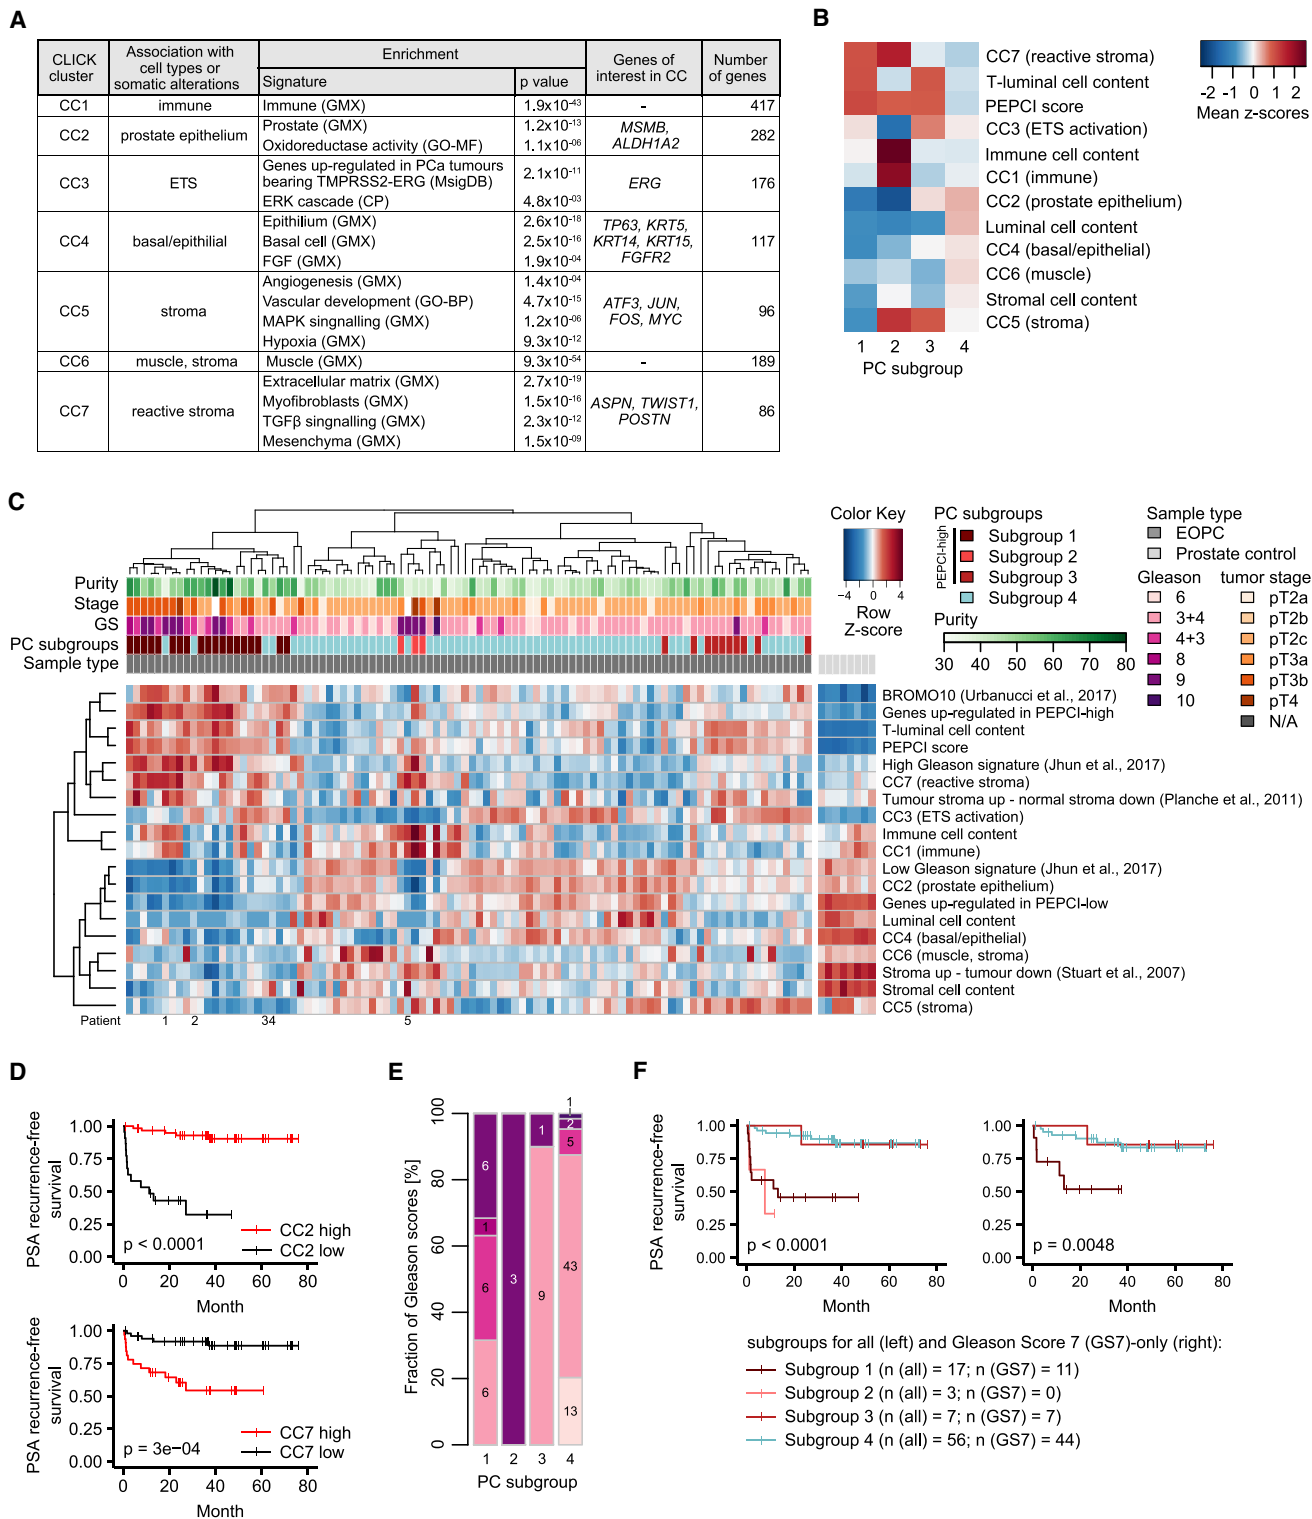 A
CLICK cluster
Association with cell types or somatic alterations
Enrichment
Signature
p value
Genes of interest in CC
Number of genes
CC1 immune Immune (GMX) 1.9x10-43 - 417
CC2 prostate epithelium Prostate (GMX) 1.2x10-13 MSMB, ALDH1A2 282
Oxidoreductase activity (GO-MF) 1.1x10-06
CC3 ETS Genes up-regulated in PCa tumours bearing TMPRSS2-ERG (MsigDB) 2.1x10-11 ERG 176
ERK cascade (CP) 4.8x10-03
CC4 basal/epithilial Epithilium (GMX) 2.6x10-18 TP63, KRT5, KRT14, KRT15, FGFR2 117
Basal cell (GMX) 2.5x10-16
FGF (GMX) 1.9x10-04
CC5 stroma Angiogenesis (GMX) 1.4x10-04 ATF3, JUN, FOS, MYC 96
Vascular development (GO-BP) 4.7x10-15
MAPK singnalling (GMX) 1.2x10-06
Hypoxia (GMX) 9.3x10-12
CC6 muscle, stroma Muscle (GMX) 9.3x10-54 - 189
CC7 reactive stroma Extracellular matrix (GMX) 2.7x10-19 ASPN, TWIST1, POSTN 86
Myofibroblasts (GMX) 1.5x10-16
TGFβ singnalling (GMX) 2.3x10-12
Mesenchyma (GMX) 1.5x10-09
B
CC7 (reactive stroma)
T-luminal cell content
PEPCI score
CC3 (ETS activation)
Immune cell content
CC1 (immune)
CC2 (prostate epithelium)
Luminal cell content
CC4 (basal/epithelial)
CC6 (muscle)
Stromal cell content
CC5 (stroma)
1 2 3 4
PC subgroup
-2 -1 0 1 2
Mean z-scores
C
Purity
Stage
GS
PC subgroups
Sample type
Color Key
-4 0 4
Row
Z-score
PC subgroups
PEPCI-high
Subgroup 1
Subgroup 2
Subgroup 3
Subgroup 4
Purity
30 40 50 60 70 80
Sample type
EOPC
Prostate control
Gleason
6
3+4
4+3
8
9
10
tumor stage
pT2a
pT2b
pT2c
pT3a
pT3b
pT4
N/A
BROMO10 (Urbanucci et al., 2017)
Genes up-regulated in PEPCI-high
T-luminal cell content
PEPCI score
High Gleason signature (Jhun et al., 2017)
CC7 (reactive stroma)
Tumour stroma up - normal stroma down (Planche et al., 2011)
CC3 (ETS activation)
Immune cell content
CC1 (immune)
Low Gleason signature (Jhun et al., 2017)
CC2 (prostate epithelium)
Genes up-regulated in PEPCI-low
Luminal cell content
CC4 (basal/epithelial)
CC6 (muscle, stroma)
Stroma up - tumour down (Stuart et al., 2007)
Stromal cell content
CC5 (stroma)
Patient 1 2 34 5
D
PSA recurrence-free
survival
1.00
0.75
0.50
0.25
0.00
p < 0.0001
CC2 high
CC2 low
0 20 40 60 80
Month
PSA recurrence-free
survival
1.00
0.75
0.50
0.25
0.00
p = 3e-04
CC7 high
CC7 low
0 20 40 60 80
Month
E
Fraction of Gleason scores [%]
100
80
60
40
20
0
6
1
6
6
3
1
9
1
2
5
43
13
1 2 3 4
PC subgroup
F
PSA recurrence-free
survival
1.00
0.75
0.50
0.25
0.00
p < 0.0001
0 20 40 60 80
Month
1.00
0.75
0.50
0.25
0.00
p = 0.0048
0 20 40 60 80
Month
subgroups for all (left) and Gleason Score 7 (GS7)-only (right):
Subgroup 1 (n (all) = 17; n (GS7) = 11)
Subgroup 2 (n (all) = 3; n (GS7) = 0)
Subgroup 3 (n (all) = 7; n (GS7) = 7)
Subgroup 4 (n (all) = 56; n (GS7) = 44)